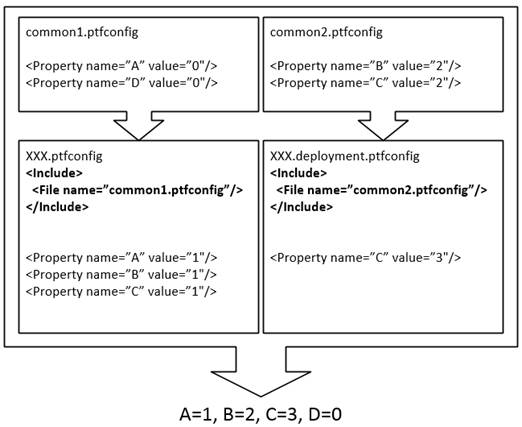 common1.ptfconfig
<Property name=”A” value=”0"/>
<Property name=”D” value=”0"/>
common2.ptfconfig
<Property name=”B” value=”2"/>
<Property name=”C” value=”2"/>
XXX.ptfconfig
<Include>
<File name=”common1.ptfconfig”/>
</Include>
<Property name=”A” value=”1"/>
<Property name=”B” value=”1"/>
<Property name=”C” value=”1"/>
XXX.deployment.ptfconfig
<Include>
<File name=”common2.ptfconfig”/>
</Include>
<Property name=”C” value=”3"/>
A=1, B=2, C=3, D=0